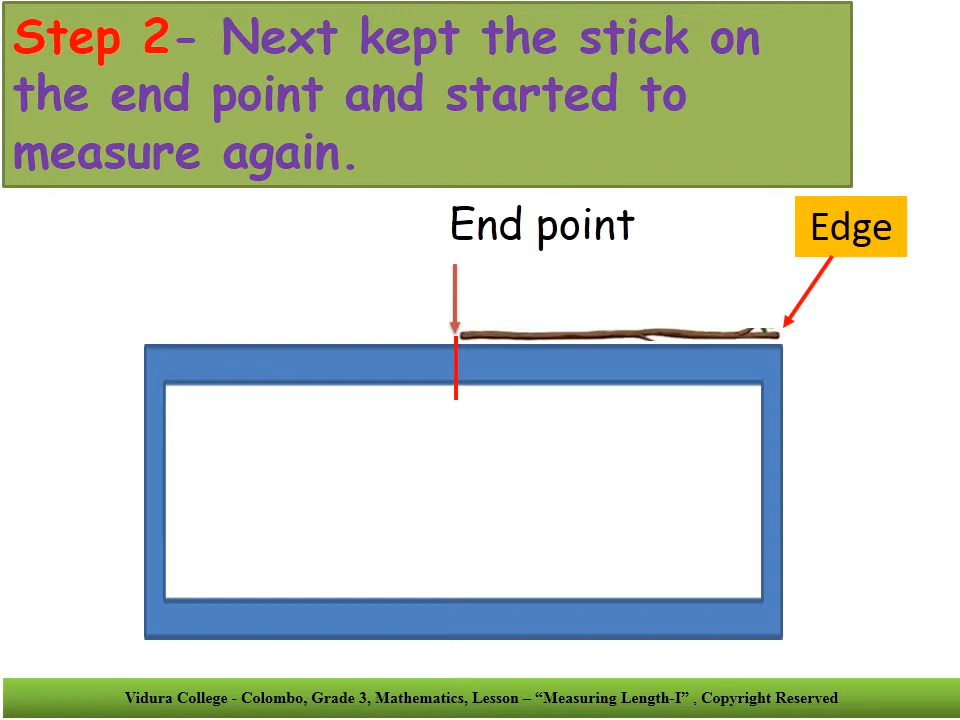 Step 2- Next kept the stick on
the end point and started to
measure again.
End point
Edge
Vidura College - Colombo, Grade 3, Mathematics, Lesson – “Measuring Length-I” , Copyright Reserved